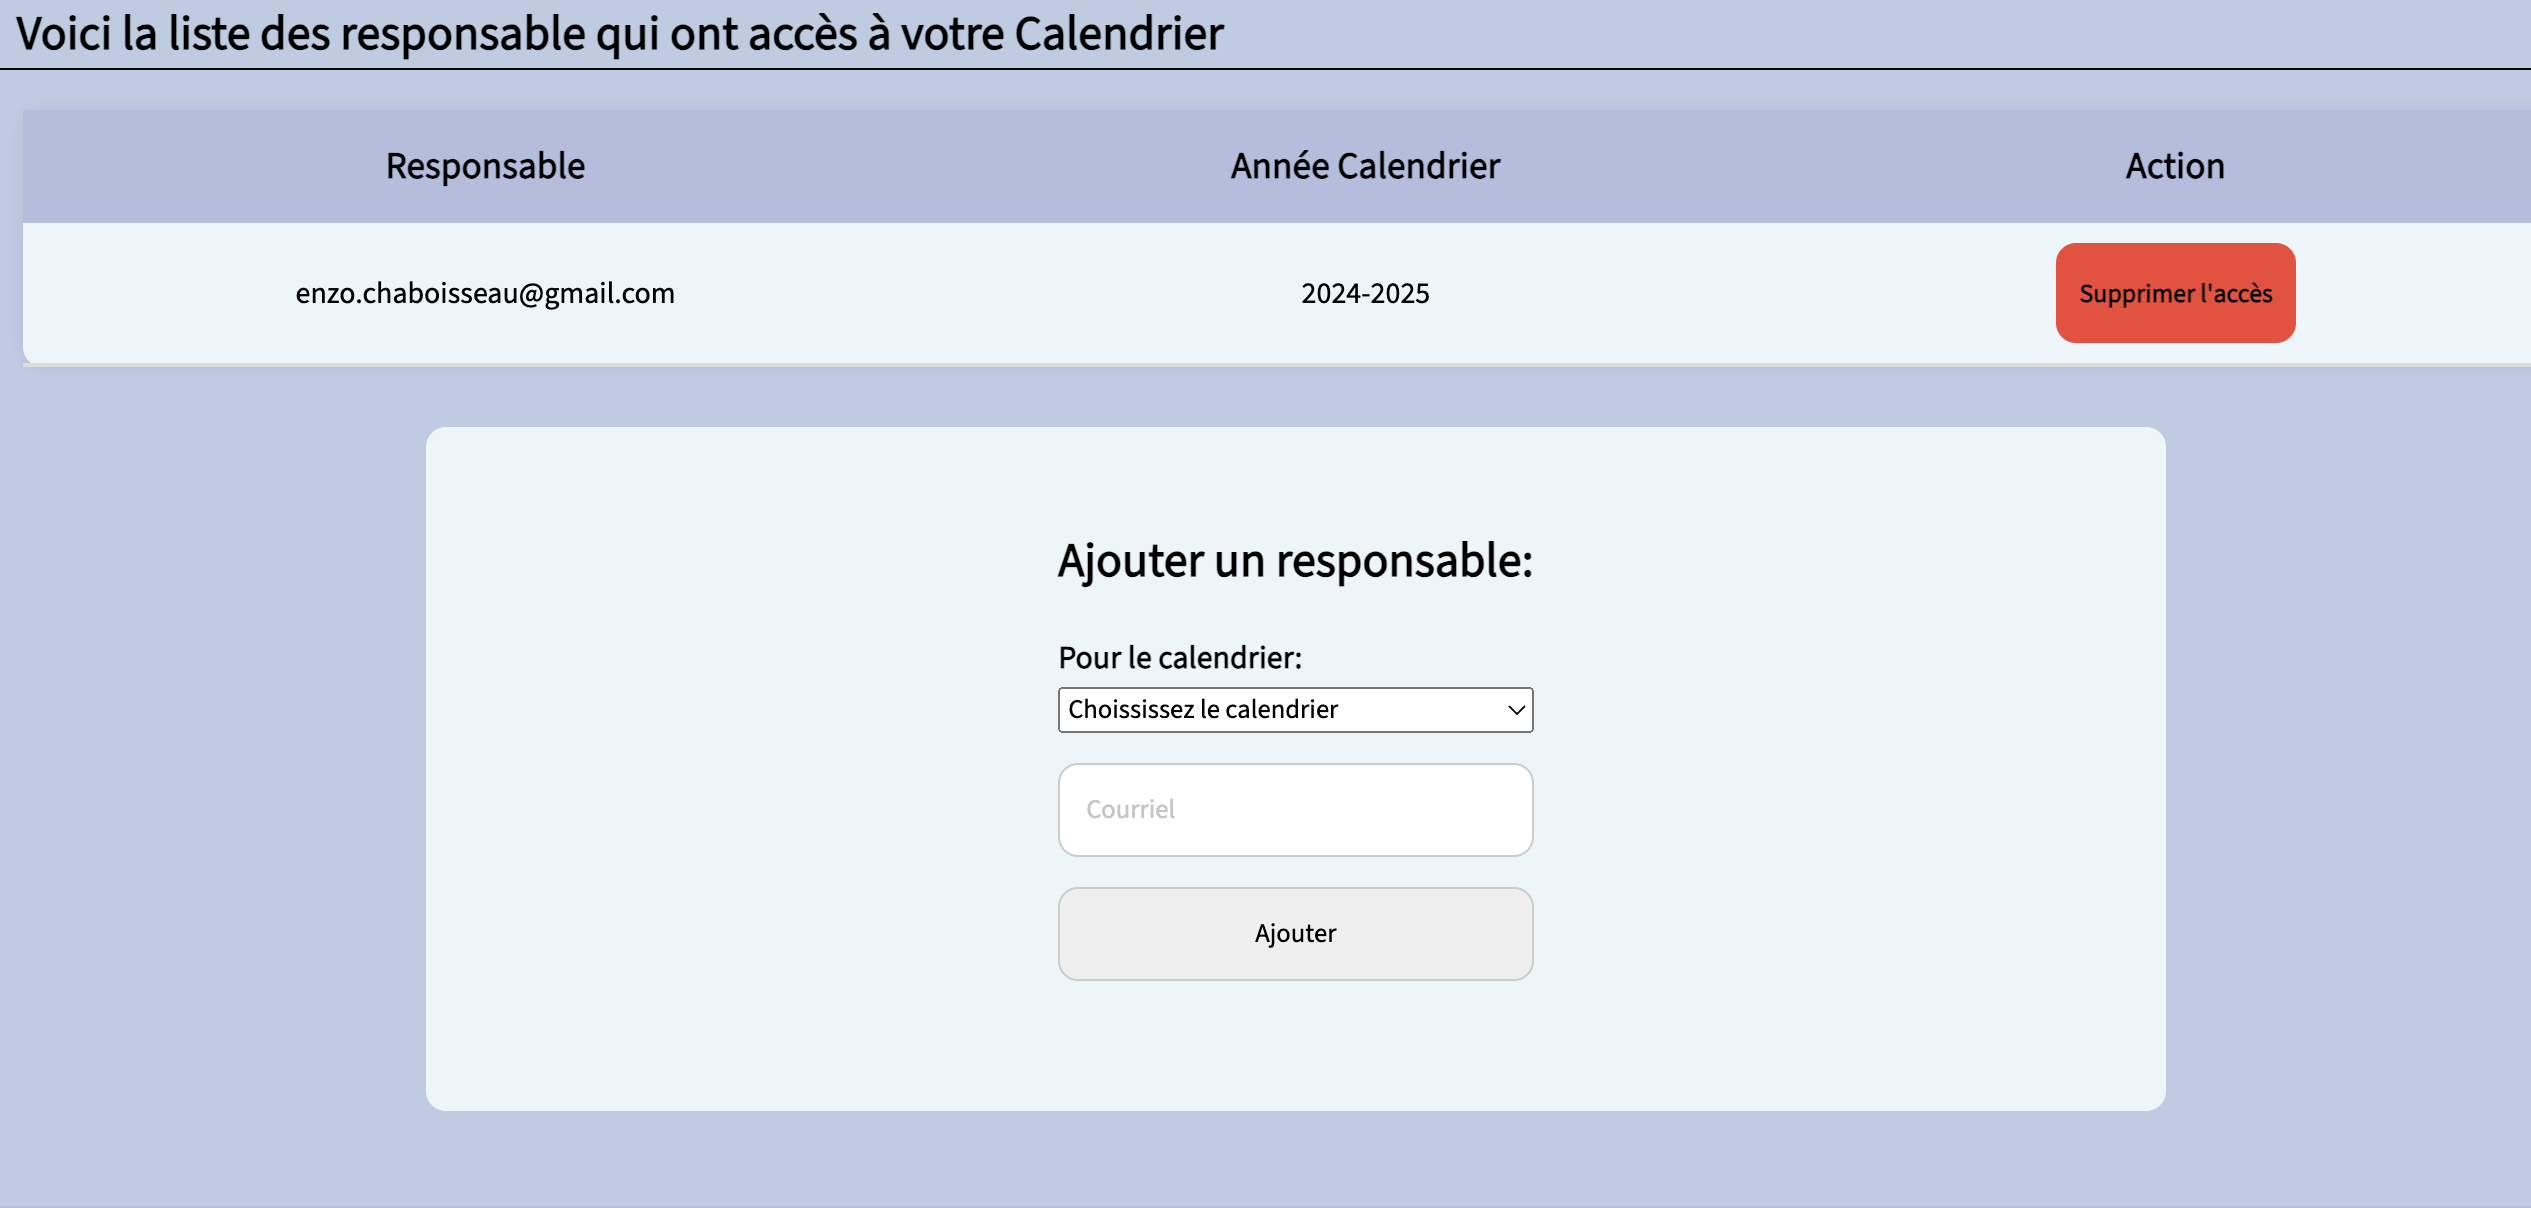 Voici la liste des responsable qui ont accès à votre Calendrier
Responsable Année Calendrier Action
enzo.chaboisseau@gmail.com 2024-2025 Supprimer l'accès
Ajouter un responsable:
Pour le calendrier:
Choississez le calendrier
Courriel
Ajouter